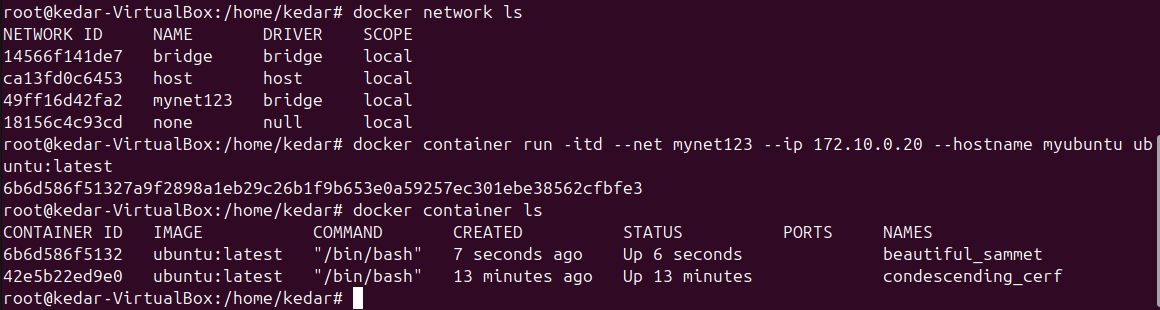 root@kedar-VirtualBox:/home/kedar# docker network ls
NETWORK ID     NAME       DRIVER    SCOPE
14566f141de7   bridge     bridge    local
ca13fd0c6453   host       host      local
49ff16d42fa2   mynet123   bridge    local
18156c4c93cd   none       null      local
root@kedar-VirtualBox:/home/kedar# docker container run -itd --net mynet123 --ip 172.10.0.20 --hostname myubuntu ub
untu:latest
6b6d586f51327a9f2898a1eb29c26b1f9b653e0a59257ec301ebe38562cfbfe3
root@kedar-VirtualBox:/home/kedar# docker container ls
CONTAINER ID   IMAGE           COMMAND       CREATED          STATUS          PORTS     NAMES
6b6d586f5132   ubuntu:latest   "/bin/bash"   7 seconds ago    Up 6 seconds              beautiful_sammet
42e5b22ed9e0   ubuntu:latest   "/bin/bash"   13 minutes ago   Up 13 minutes             condescending_cerf
root@kedar-VirtualBox:/home/kedar#